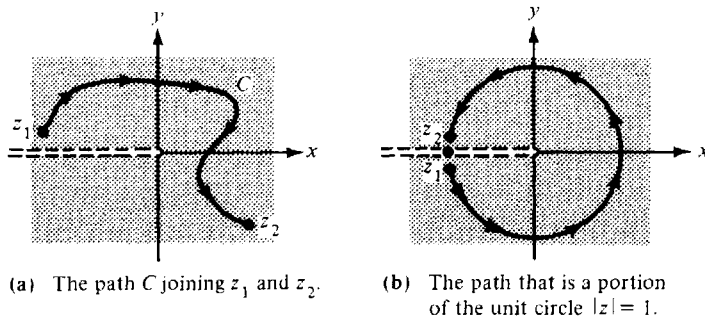 y
C
z₁
x
z₂
(a) The path C joining z₁ and z₂.
y
z₂
x
z₁
(b) The path that is a portion
of the unit circle |z| = 1.